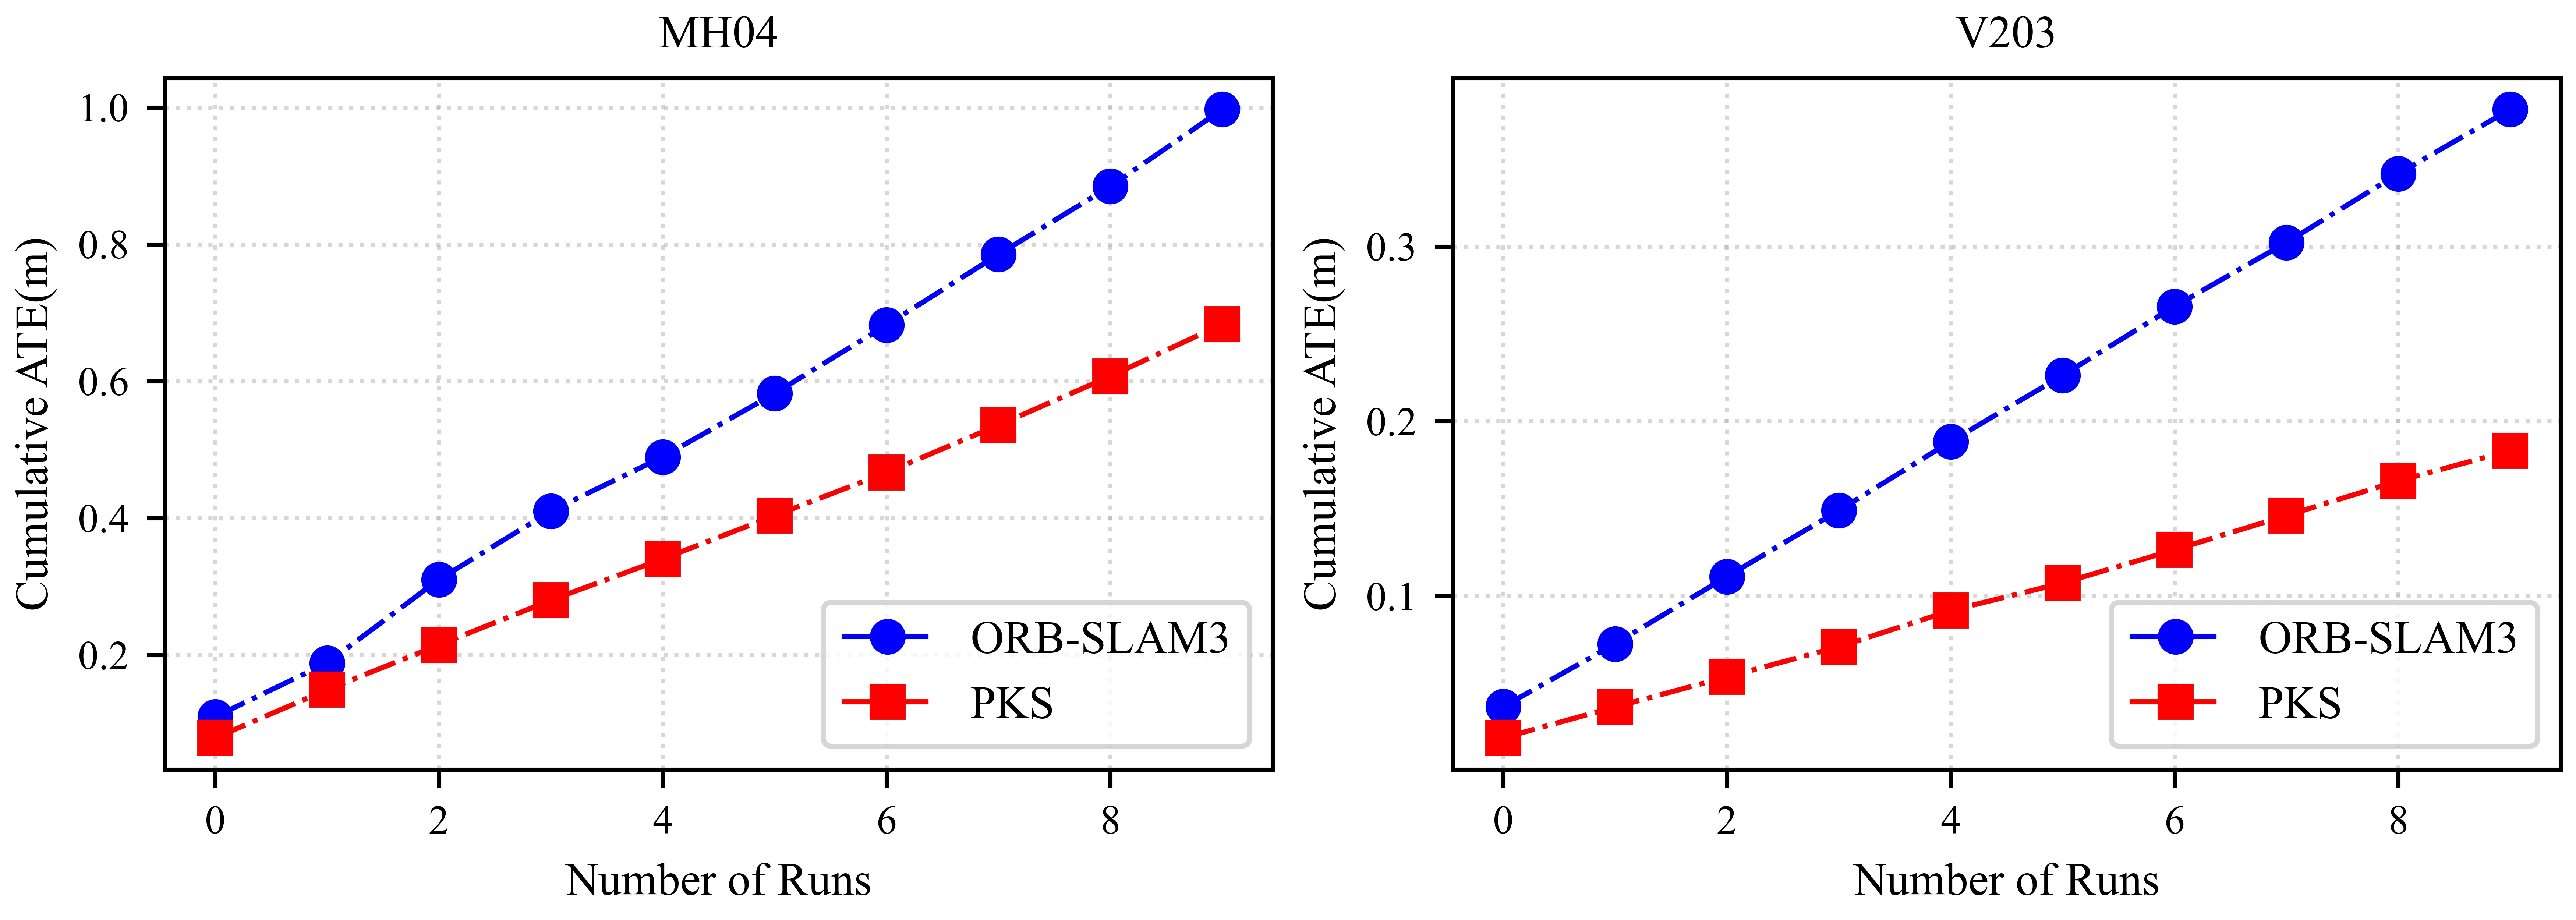 MH04
1.0
0.8
0.6
0.4
0.2
Cumulative ATE(m)
0
2
4
6
8
Number of Runs
ORB-SLAM3
PKS
V203
0.3
0.2
0.1
Cumulative ATE(m)
0
2
4
6
8
Number of Runs
ORB-SLAM3
PKS